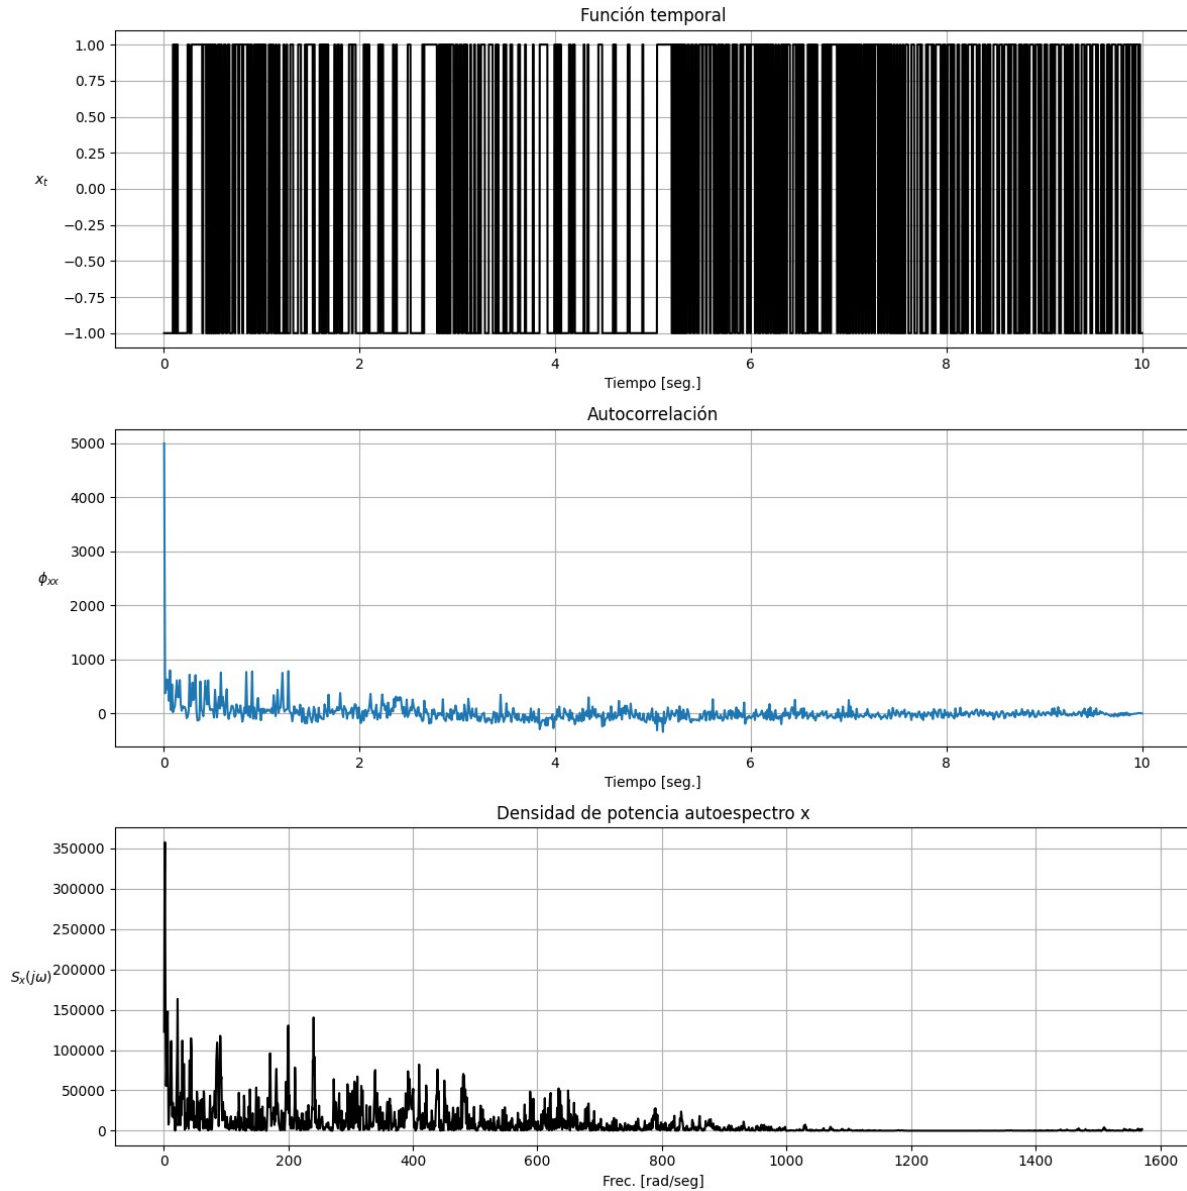 Función temporal
1.00
0.75
0.50
0.25
0.00
−0.25
−0.50
−0.75
−1.00
x_t
0 2 4 6 8 10
Tiempo [seg.]
Autocorrelación
5000
4000
3000
2000
1000
0
ϕ_xx
0 2 4 6 8 10
Tiempo [seg.]
Densidad de potencia autoespectro x
350000
300000
250000
200000
150000
100000
50000
0
S_x(jω)
0 200 400 600 800 1000 1200 1400 1600
Frec. [rad/seg]